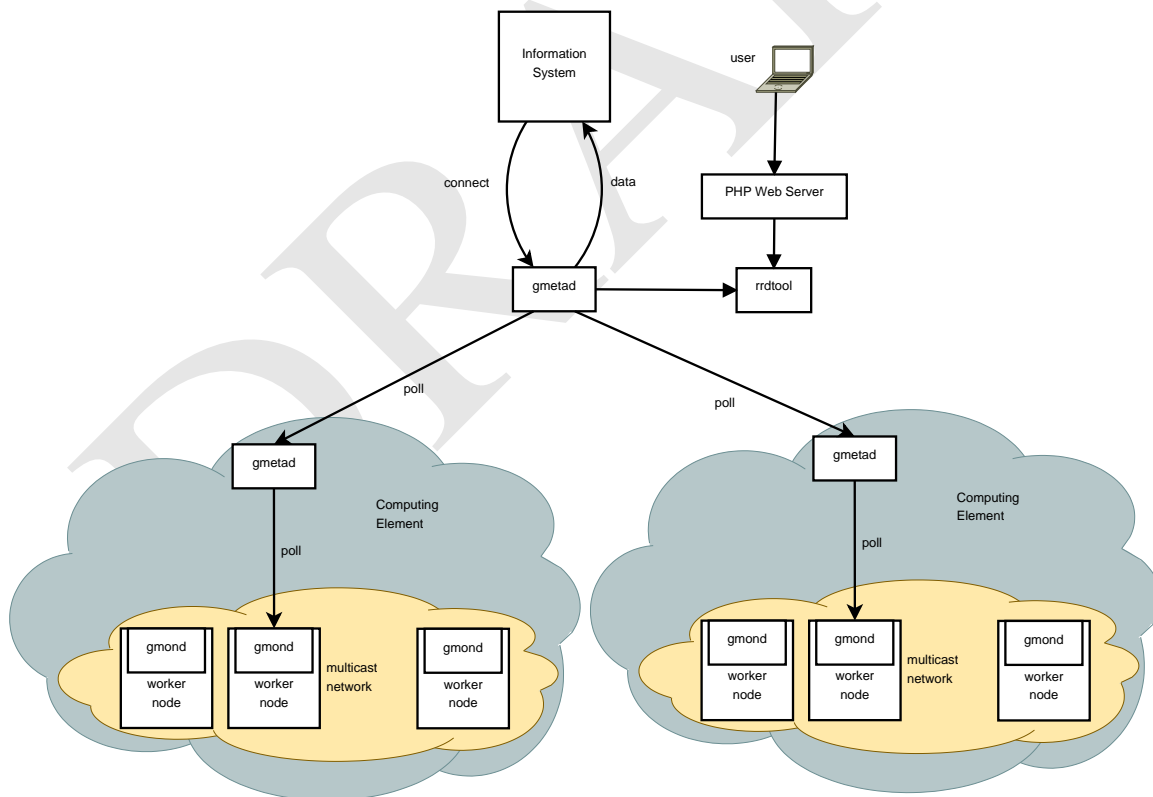 Information
System
user
connect
data
PHP Web Server
gmetad
rrdtool
poll
poll
gmetad
gmetad
Computing
Element
Computing
Element
poll
poll
gmond
gmond
gmond
worker
node
worker
node
worker
node
multicast
network
gmond
gmond
gmond
worker
node
worker
node
worker
node
multicast
network
DRA